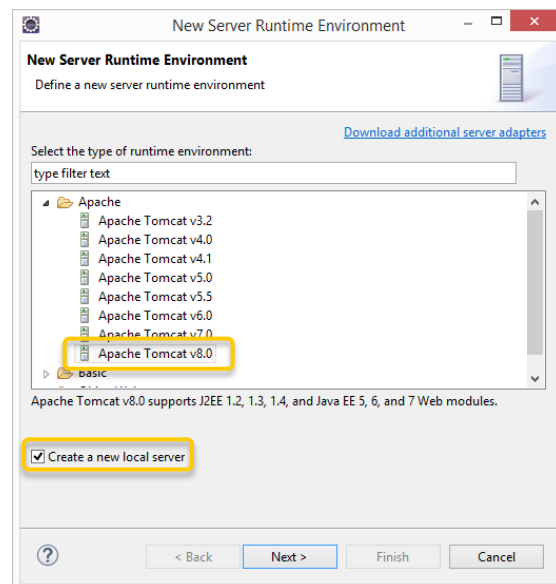 New Server Runtime Environment
New Server Runtime Environment
Define a new server runtime environment
Download additional server adapters
Select the type of runtime environment:
type filter text
Apache
Apache Tomcat v3.2
Apache Tomcat v4.0
Apache Tomcat v4.1
Apache Tomcat v5.0
Apache Tomcat v5.5
Apache Tomcat v6.0
Apache Tomcat v7.0
Apache Tomcat v8.0
Basic
Apache Tomcat v8.0 supports J2EE 1.2, 1.3, 1.4, and Java EE 5, 6, and 7 Web modules.
Create a new local server
? < Back Next > Finish Cancel